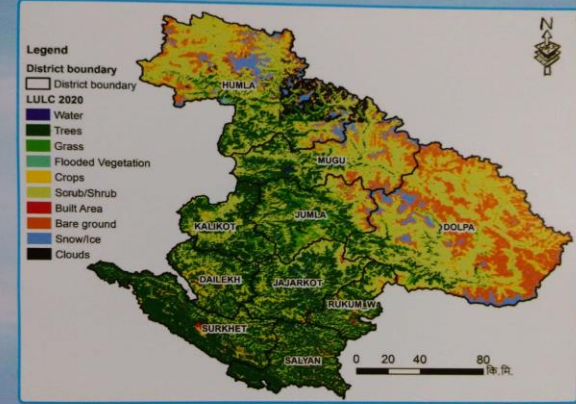 N
Legend
District boundary
District boundary
LULC 2020
Water
Trees
Grass
Flooded Vegetation
Crops
Scrub/Shrub
Built Area
Bare ground
Snow/Ice
Clouds
HUMLA
MUGU
JUMLA
KALIKOT
DOLPA
DAILEKH
JAJARKOT
RUKUM_W
SURKHET
SALYAN
0 20 40 80
कि.मि.